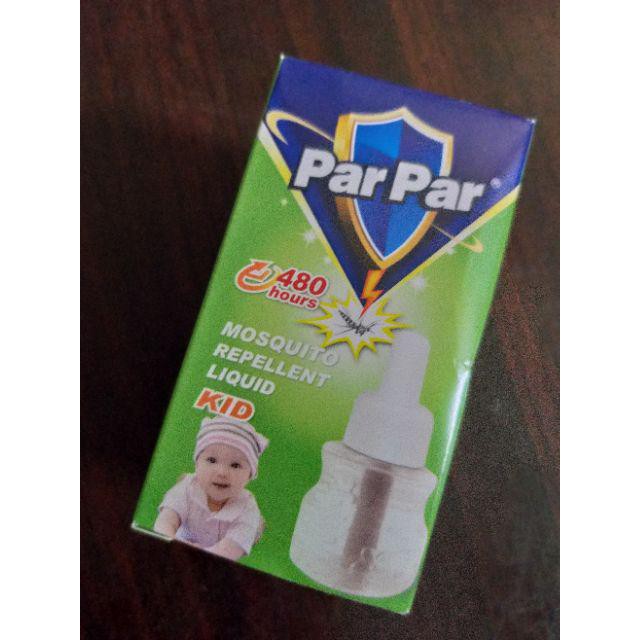 Par Par®
480
hours
MOSQUITO
REPELLENT
LIQUID
KID